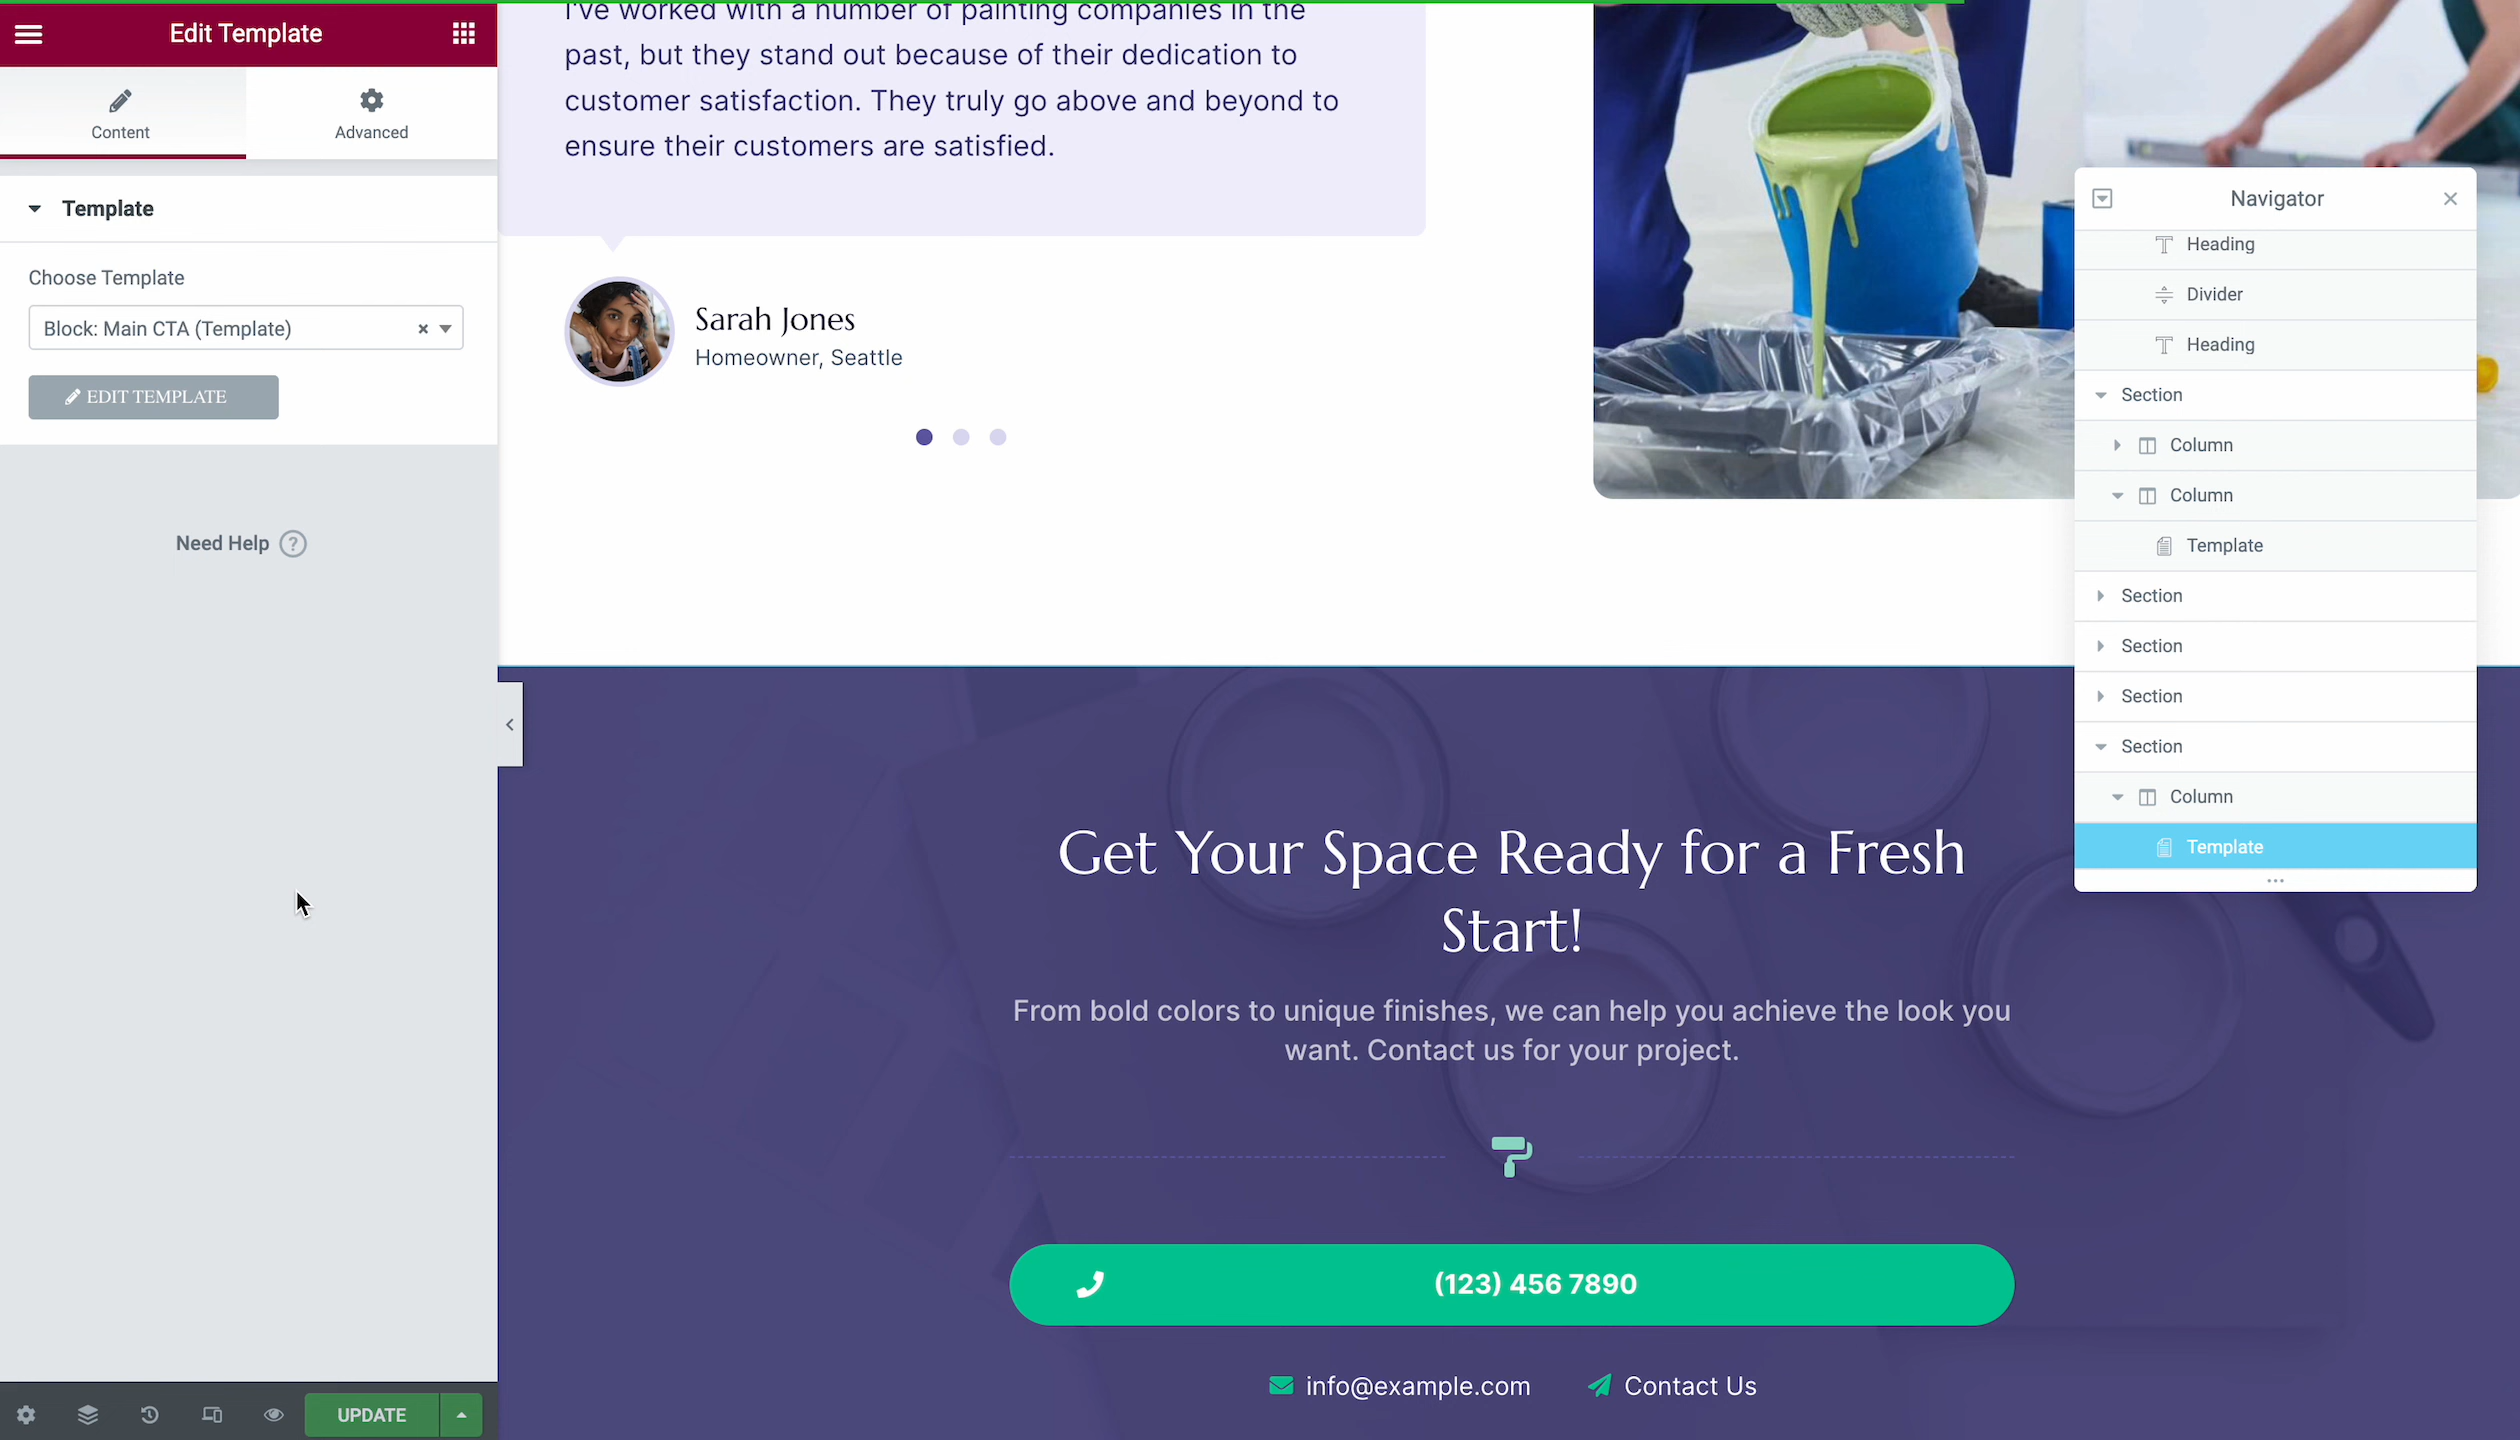 Edit Template
Content
Advanced
Template
Choose Template
Block: Main CTA (Template)
EDIT TEMPLATE
Need Help
UPDATE
I've worked with a number of painting companies in the
past, but they stand out because of their dedication to
customer satisfaction. They truly go above and beyond to
ensure their customers are satisfied.
Sarah Jones
Homeowner, Seattle
Navigator
Heading
Divider
Heading
Section
Column
Column
Template
Section
Section
Section
Section
Column
Template
Get Your Space Ready for a Fresh
Start!
From bold colors to unique finishes, we can help you achieve the look you
want. Contact us for your project.
(123) 456 7890
info@example.com
Contact Us